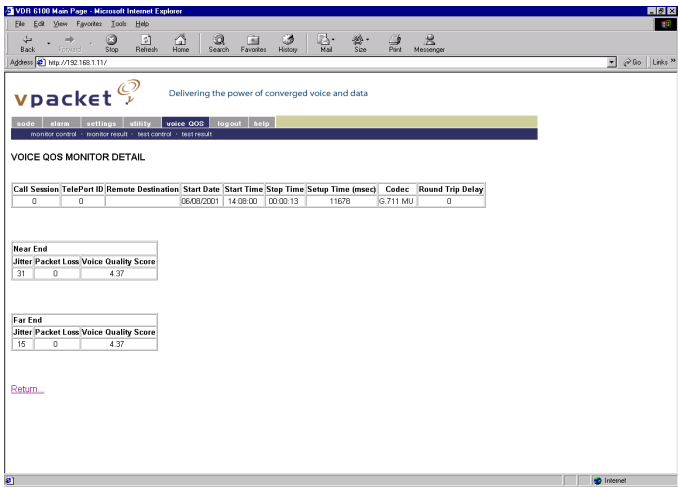 VDR 6100 Main Page - Microsoft Internet Explorer
File Edit View Favorites Tools Help
Back Forward Stop Refresh Home Search Favorites History Mail Size Print Messenger
Address http://192.168.1.11/ Go Links »
vpacket Delivering the power of converged voice and data
node alarm settings utility voice QOS logout help
monitor control - monitor result - test control - test result
VOICE QOS MONITOR DETAIL
Call Session TelePort ID Remote Destination Start Date Start Time Stop Time Setup Time (msec) Codec Round Trip Delay
0 0 06/08/2001 14:08:00 00:00:13 11678 G.711 MU 0
Near End
Jitter Packet Loss Voice Quality Score
31 0 4.37
Far End
Jitter Packet Loss Voice Quality Score
15 0 4.37
Return...
Internet